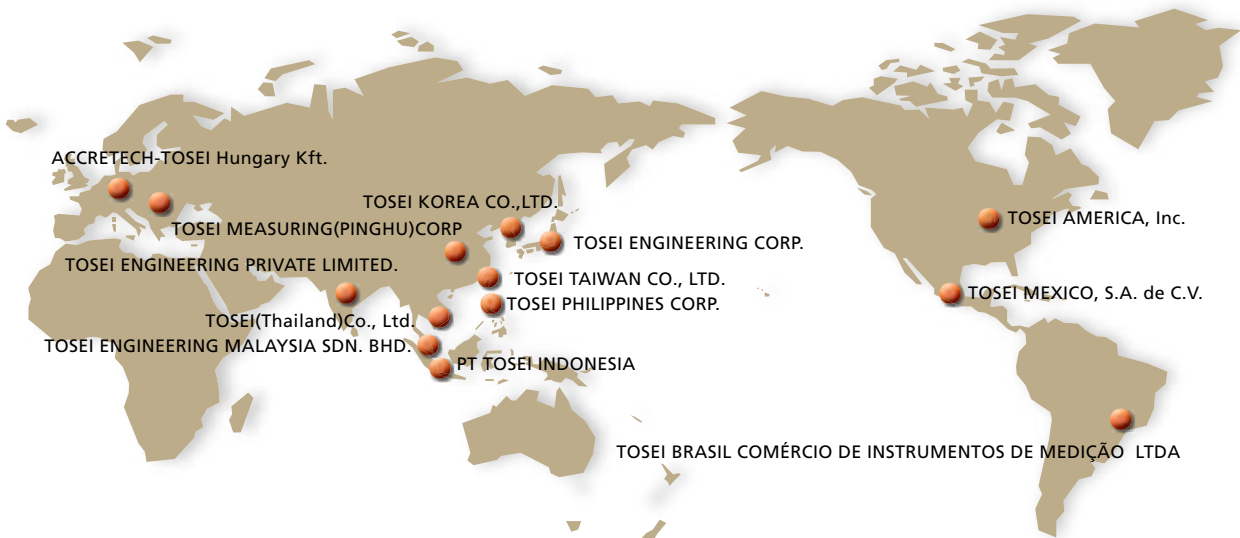 ACCRETECH-TOSEI Hungary Kft.
TOSEI KOREA CO.,LTD.
TOSEI MEASURING(PINGHU)CORP
TOSEI AMERICA, Inc.
TOSEI ENGINEERING CORP.
TOSEI ENGINEERING PRIVATE LIMITED.
TOSEI TAIWAN CO., LTD.
TOSEI MEXICO, S.A. de C.V.
TOSEI PHILIPPINES CORP.
TOSEI(Thailand)Co., Ltd.
TOSEI ENGINEERING MALAYSIA SDN. BHD.
PT TOSEI INDONESIA
TOSEI BRASIL COMÉRCIO DE INSTRUMENTOS DE MEDIÇÃO LTDA